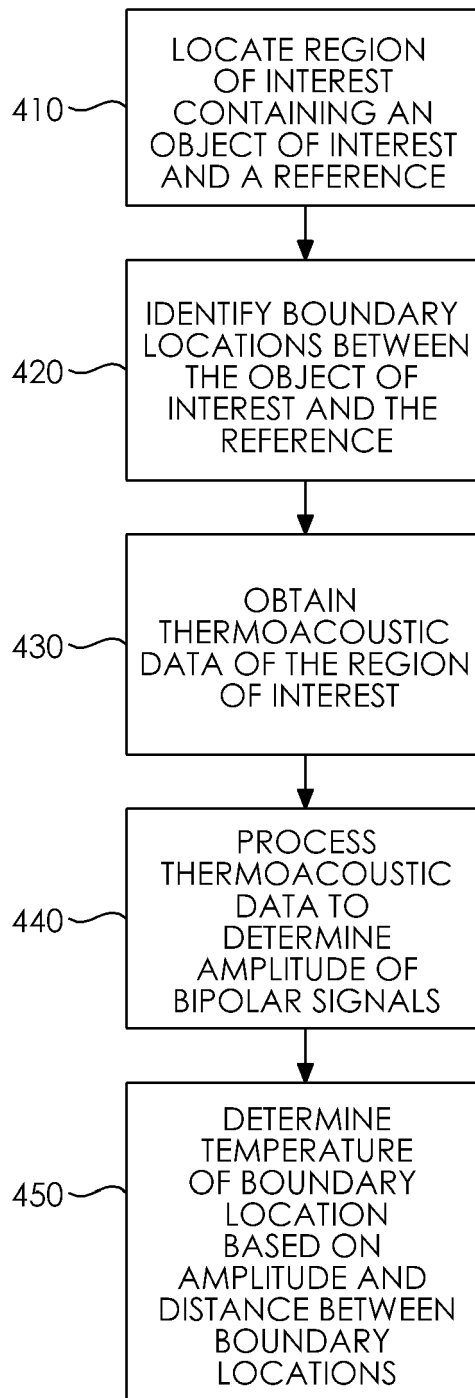 410
LOCATE REGION
OF INTEREST
CONTAINING AN
OBJECT OF INTEREST
AND A REFERENCE
420
IDENTIFY BOUNDARY
LOCATIONS BETWEEN
THE OBJECT OF
INTEREST AND THE
REFERENCE
430
OBTAIN
THERMOACOUSTIC
DATA OF THE REGION
OF INTEREST
440
PROCESS
THERMOACOUSTIC
DATA TO
DETERMINE
AMPLITUDE OF
BIPOLAR SIGNALS
450
DETERMINE
TEMPERATURE
OF BOUNDARY
LOCATION
BASED ON
AMPLITUDE AND
DISTANCE BETWEEN
BOUNDARY
LOCATIONS